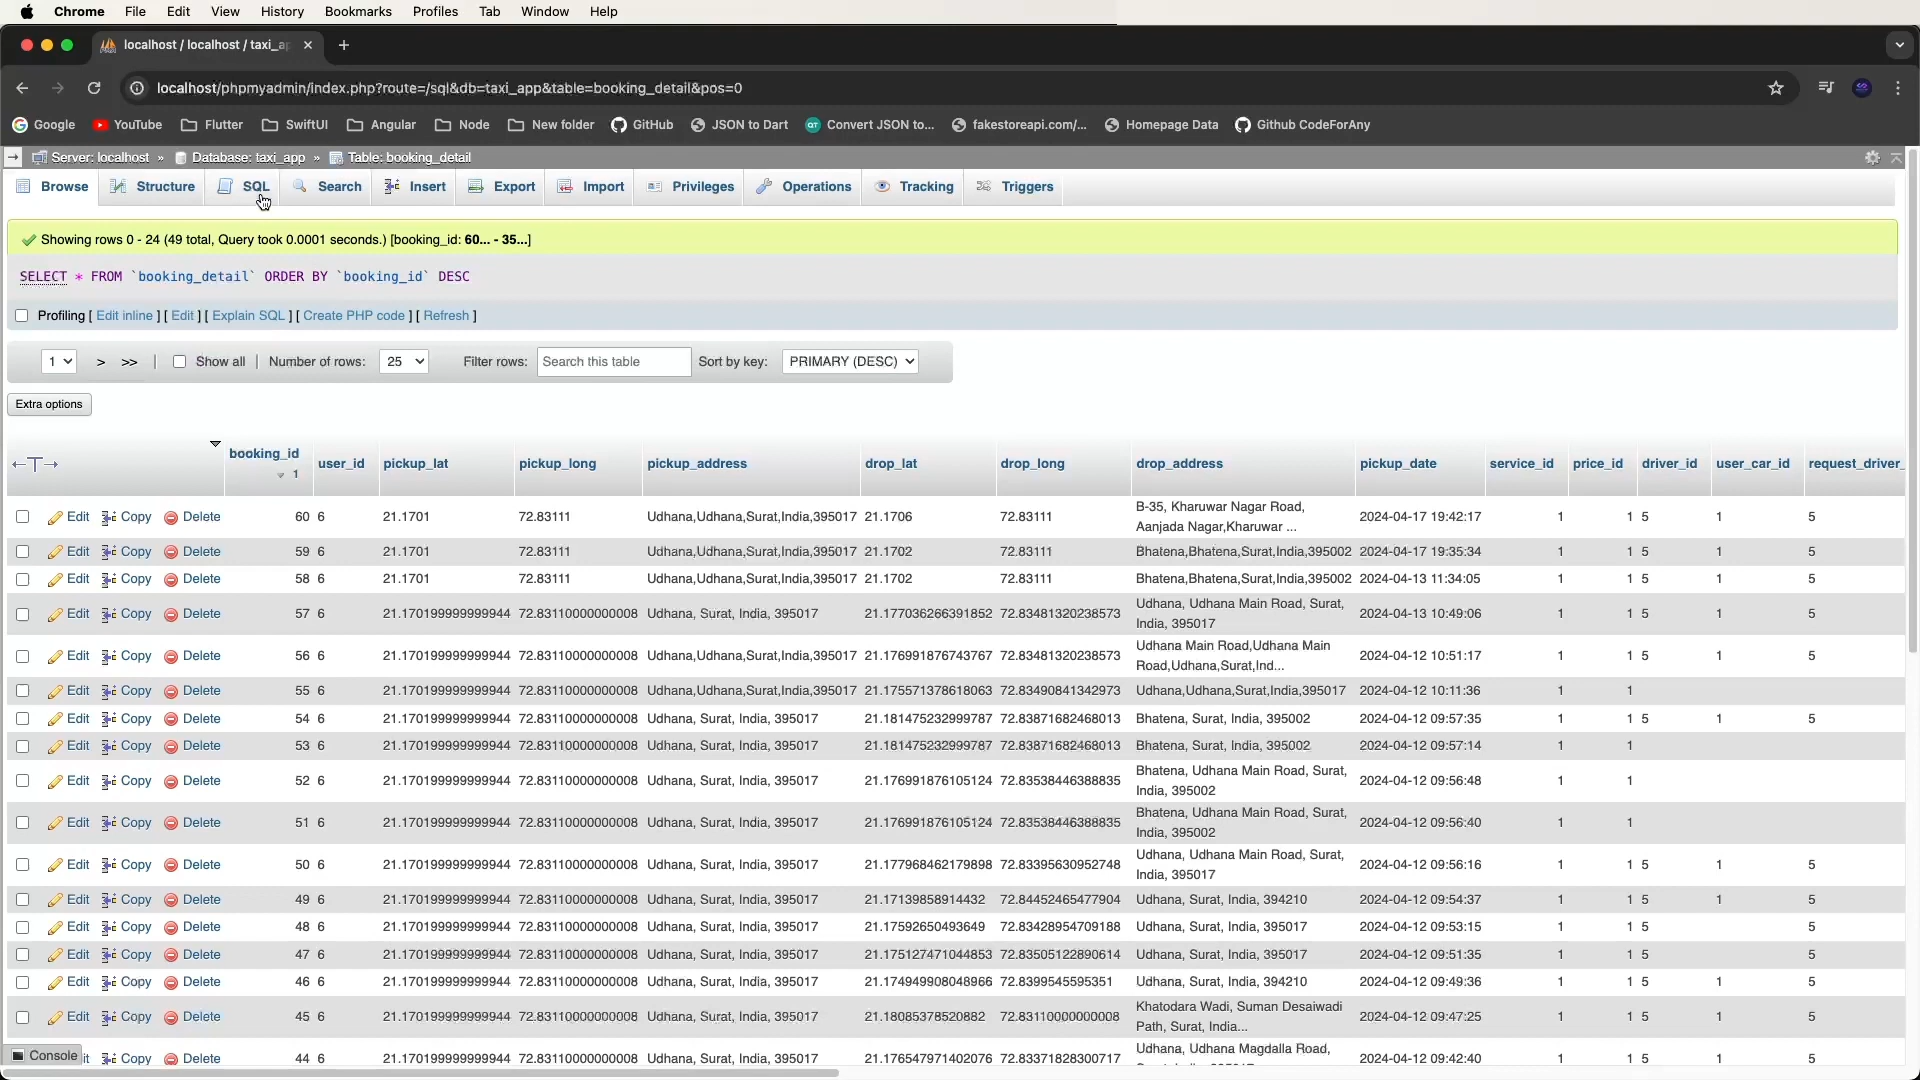 Chrome File Edit View History Bookmarks Profiles Tab Window Help
localhost / localhost / taxi_ap
localhost/phpmyadmin/index.php?route=/sql&db=taxi_app&table=booking_detail&pos=0
Google YouTube Flutter SwiftUI Angular Node New folder GitHub JSON to Dart Convert JSON to... fakestoreapi.com/... Homepage Data Github CodeForAny
Server: localhost » Database: taxi_app » Table: booking_detail
Browse Structure SQL Search Insert Export Import Privileges Operations Tracking Triggers
Showing rows 0 - 24 (49 total, Query took 0.0001 seconds.) [booking_id: 60... - 35...]
SELECT * FROM `booking_detail` ORDER BY `booking_id` DESC
Profiling [ Edit inline ] [ Edit ] [ Explain SQL ] [ Create PHP code ] [ Refresh ]
1 > >> | Show all | Number of rows: 25 Filter rows: Search this table Sort by key: PRIMARY (DESC)
Extra options
←T→ booking_id 1 user_id pickup_lat pickup_long pickup_address drop_lat drop_long drop_address pickup_date service_id price_id driver_id user_car_id request_driver_
Edit Copy Delete 60 6 21.1701 72.83111 Udhana,Udhana,Surat,India,395017 21.1706 72.83111 B-35, Kharuwar Nagar Road, Aanjada Nagar,Kharuwar ... 2024-04-17 19:42:17 1 1 5 1 5
Edit Copy Delete 59 6 21.1701 72.83111 Udhana,Udhana,Surat,India,395017 21.1702 72.83111 Bhatena,Bhatena,Surat,India,395002 2024-04-17 19:35:34 1 1 5 1 5
Edit Copy Delete 58 6 21.1701 72.83111 Udhana,Udhana,Surat,India,395017 21.1702 72.83111 Bhatena,Bhatena,Surat,India,395002 2024-04-13 11:34:05 1 1 5 1 5
Edit Copy Delete 57 6 21.170199999999944 72.83110000000008 Udhana, Surat, India, 395017 21.177036266391852 72.83481320238573 Udhana, Udhana Main Road, Surat, India, 395017 2024-04-13 10:49:06 1 1 5 1 5
Edit Copy Delete 56 6 21.170199999999944 72.83110000000008 Udhana,Udhana,Surat,India,395017 21.176991876743767 72.83481320238573 Udhana Main Road,Udhana Main Road,Udhana,Surat,Ind... 2024-04-12 10:51:17 1 1 5 1 5
Edit Copy Delete 55 6 21.170199999999944 72.83110000000008 Udhana,Udhana,Surat,India,395017 21.175571378618063 72.83490841342973 Udhana,Udhana,Surat,India,395017 2024-04-12 10:11:36 1 1
Edit Copy Delete 54 6 21.170199999999944 72.83110000000008 Udhana, Surat, India, 395017 21.181475232999787 72.83871682468013 Bhatena, Surat, India, 395002 2024-04-12 09:57:35 1 1 5 1 5
Edit Copy Delete 53 6 21.170199999999944 72.83110000000008 Udhana, Surat, India, 395017 21.181475232999787 72.83871682468013 Bhatena, Surat, India, 395002 2024-04-12 09:57:14 1 1
Edit Copy Delete 52 6 21.170199999999944 72.83110000000008 Udhana, Surat, India, 395017 21.176991876105124 72.83538446388835 Bhatena, Udhana Main Road, Surat, India, 395002 2024-04-12 09:56:48 1 1
Edit Copy Delete 51 6 21.170199999999944 72.83110000000008 Udhana, Surat, India, 395017 21.176991876105124 72.83538446388835 Bhatena, Udhana Main Road, Surat, India, 395002 2024-04-12 09:56:40 1 1
Edit Copy Delete 50 6 21.170199999999944 72.83110000000008 Udhana, Surat, India, 395017 21.177968462179898 72.83395630952748 Udhana, Udhana Main Road, Surat, India, 395017 2024-04-12 09:56:16 1 1 5 1 5
Edit Copy Delete 49 6 21.170199999999944 72.83110000000008 Udhana, Surat, India, 395017 21.17139858914432 72.84452465477904 Udhana, Surat, India, 394210 2024-04-12 09:54:37 1 1 5 1 5
Edit Copy Delete 48 6 21.170199999999944 72.83110000000008 Udhana, Surat, India, 395017 21.17592650493649 72.83428954709188 Udhana, Surat, India, 395017 2024-04-12 09:53:15 1 1 5 5
Edit Copy Delete 47 6 21.170199999999944 72.83110000000008 Udhana, Surat, India, 395017 21.175127471044853 72.83505122890614 Udhana, Surat, India, 395017 2024-04-12 09:51:35 1 1 5 5
Edit Copy Delete 46 6 21.170199999999944 72.83110000000008 Udhana, Surat, India, 395017 21.174949908048966 72.8399545595351 Udhana, Surat, India, 394210 2024-04-12 09:49:36 1 1 5 1 5
Edit Copy Delete 45 6 21.170199999999944 72.83110000000008 Udhana, Surat, India, 395017 21.18085378520882 72.83110000000008 Khatodara Wadi, Suman Desaiwadi Path, Surat, India... 2024-04-12 09:47:25 1 1 5 1 5
Console it Copy Delete 44 6 21.170199999999944 72.83110000000008 Udhana, Surat, India, 395017 21.176547971402076 72.83371828300717 Udhana, Udhana Magdalla Road, 2024-04-12 09:42:40 1 1 5 1 5